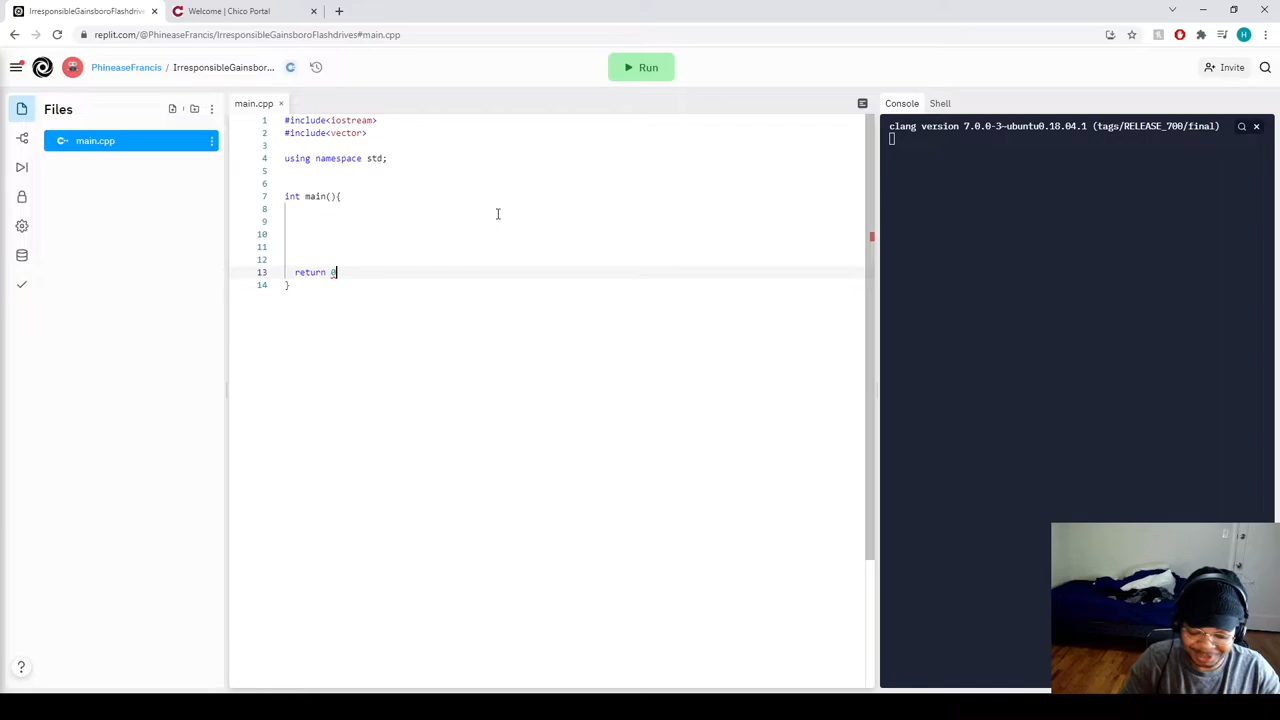 IrresponsibleGainsboroFlashdrives
Welcome | Chico Portal
replit.com/@PhineaseFrancis/IrresponsibleGainsboroFlashdrives#main.cpp
H
PhineaseFrancis / IrresponsibleGainsbor...
Run
Invite
Files
main.cpp
main.cpp
1 #include<iostream>
2 #include<vector>
3
4 using namespace std;
5
6
7 int main(){
8
9
10
11
12
13 return 0
14 }
Console
Shell
clang version 7.0.0-3~ubuntu0.18.04.1 (tags/RELEASE_700/final)
?